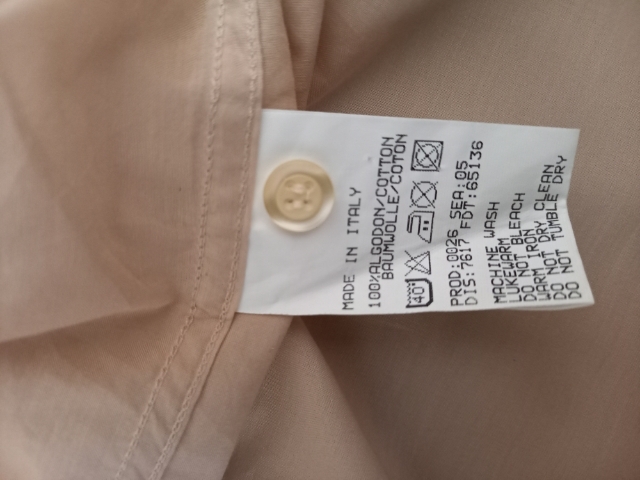 MADE IN ITALY
100%ALGODON/COTTON
BAUMWOLLE/COTON
40°
PROD:0026 SEA:05
DIS:7617 FDT:65136
MACHINE WASH
LUKEWARM
DO NOT BLEACH
WARM IRON
DO NOT DRY CLEAN
DO NOT TUMBLE DRY